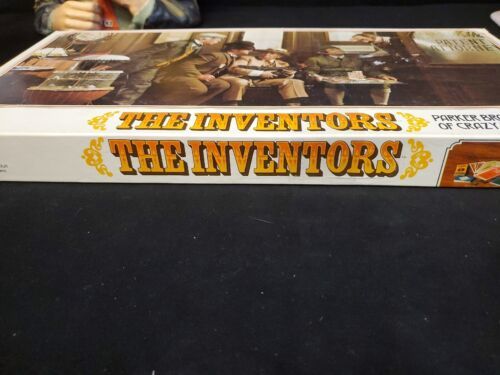 THE INVENTORS
PARKER BRO
OF CRAZY
THE INVENTORS